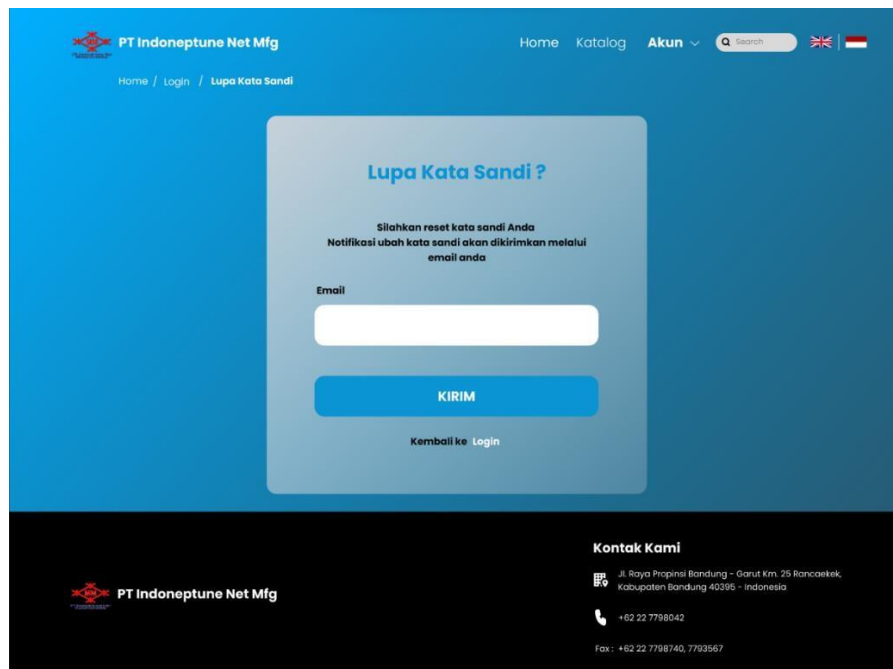 PT Indoneptune Net Mfg
Home Katalog Akun Search
Home / Login / Lupa Kata Sandi
Lupa Kata Sandi ?
Silahkan reset kata sandi Anda
Notifikasi ubah kata sandi akan dikirimkan melalui
email anda
Email
KIRIM
Kembali ke Login
PT Indoneptune Net Mfg
Kontak Kami
Jl. Raya Propinsi Bandung - Garut Km. 25 Rancaekek,
Kabupaten Bandung 40395 - Indonesia
+62 22 7798042
Fax : +62 22 7798740, 7793567